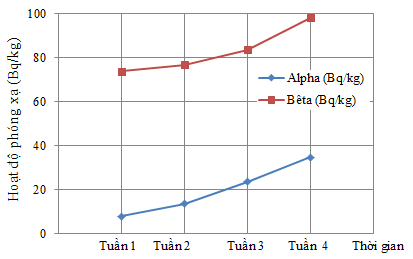 Hoạt độ phóng xạ (Bq/kg)
100
80
60
40
20
0
Alpha (Bq/kg)
Bêta (Bq/kg)
Tuần 1 Tuần 2 Tuần 3 Tuần 4 Thời gian